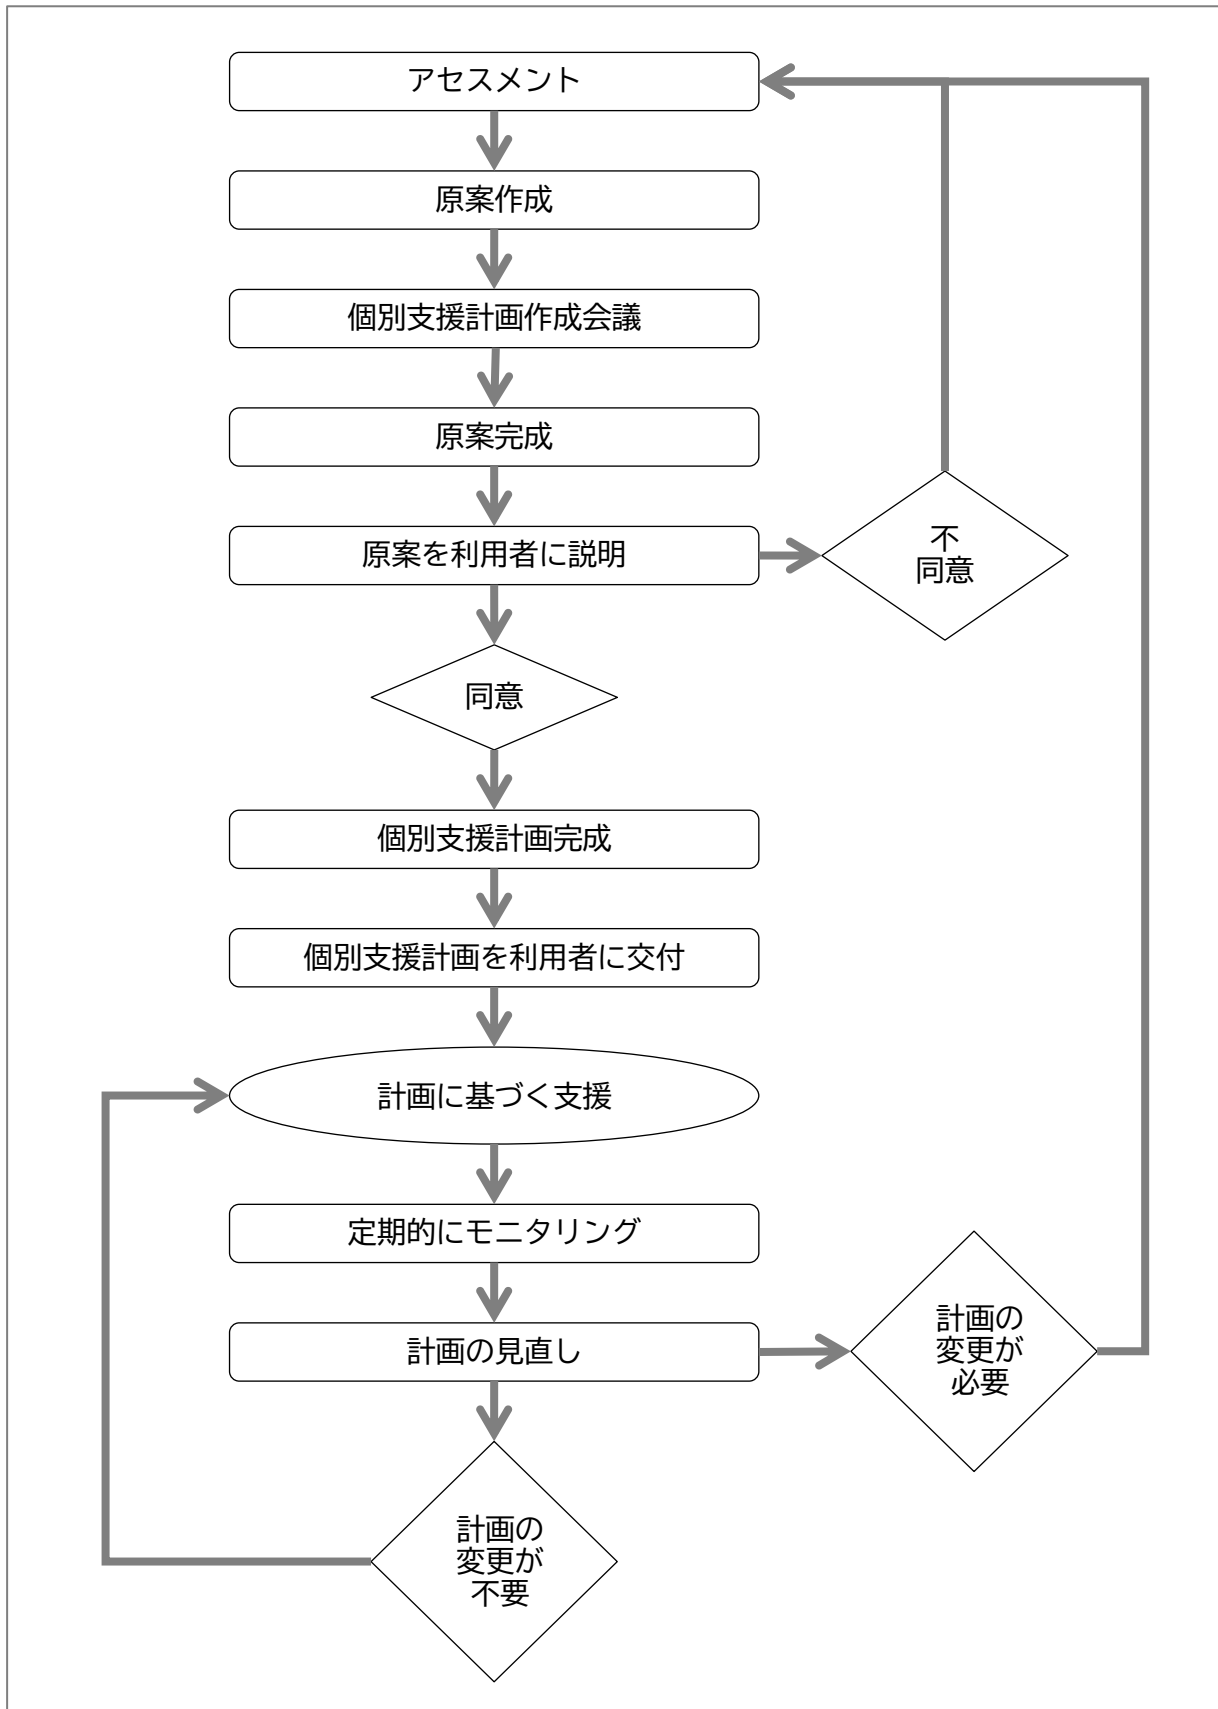 アセスメント
原案作成
個別支援計画作成会議
原案完成
原案を利用者に説明
不
同意
同意
個別支援計画完成
個別支援計画を利用者に交付
計画に基づく支援
定期的にモニタリング
計画の見直し
計画の
変更が
必要
計画の
変更が
不要